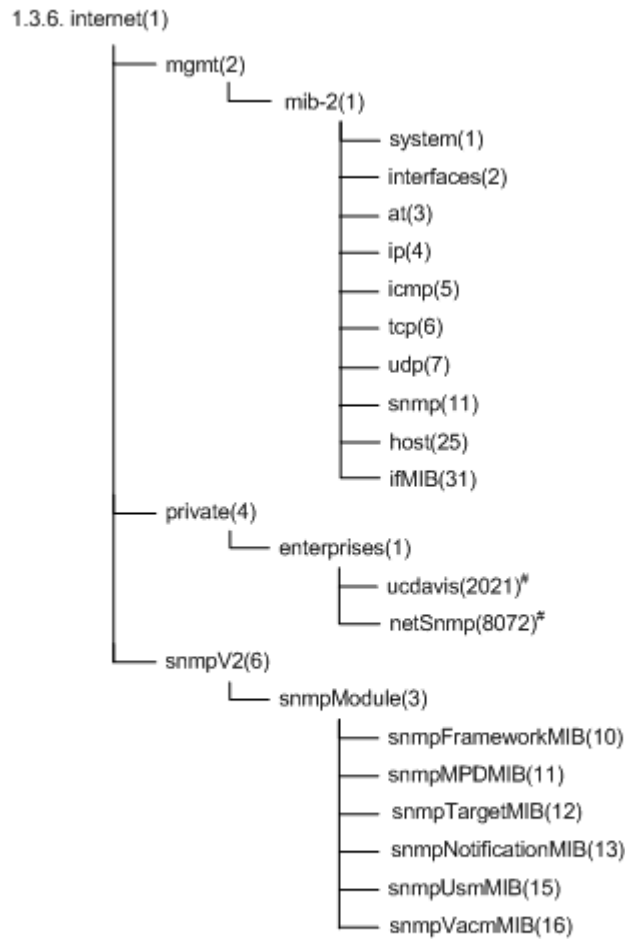 1.3.6. internet(1)
mgmt(2)
mib-2(1)
system(1)
interfaces(2)
at(3)
ip(4)
icmp(5)
tcp(6)
udp(7)
snmp(11)
host(25)
ifMIB(31)
private(4)
enterprises(1)
ucdavis(2021)#
netSnmp(8072)#
snmpV2(6)
snmpModule(3)
snmpFrameworkMIB(10)
snmpMPDMIB(11)
snmpTargetMIB(12)
snmpNotificationMIB(13)
snmpUsmMIB(15)
snmpVacmMIB(16)